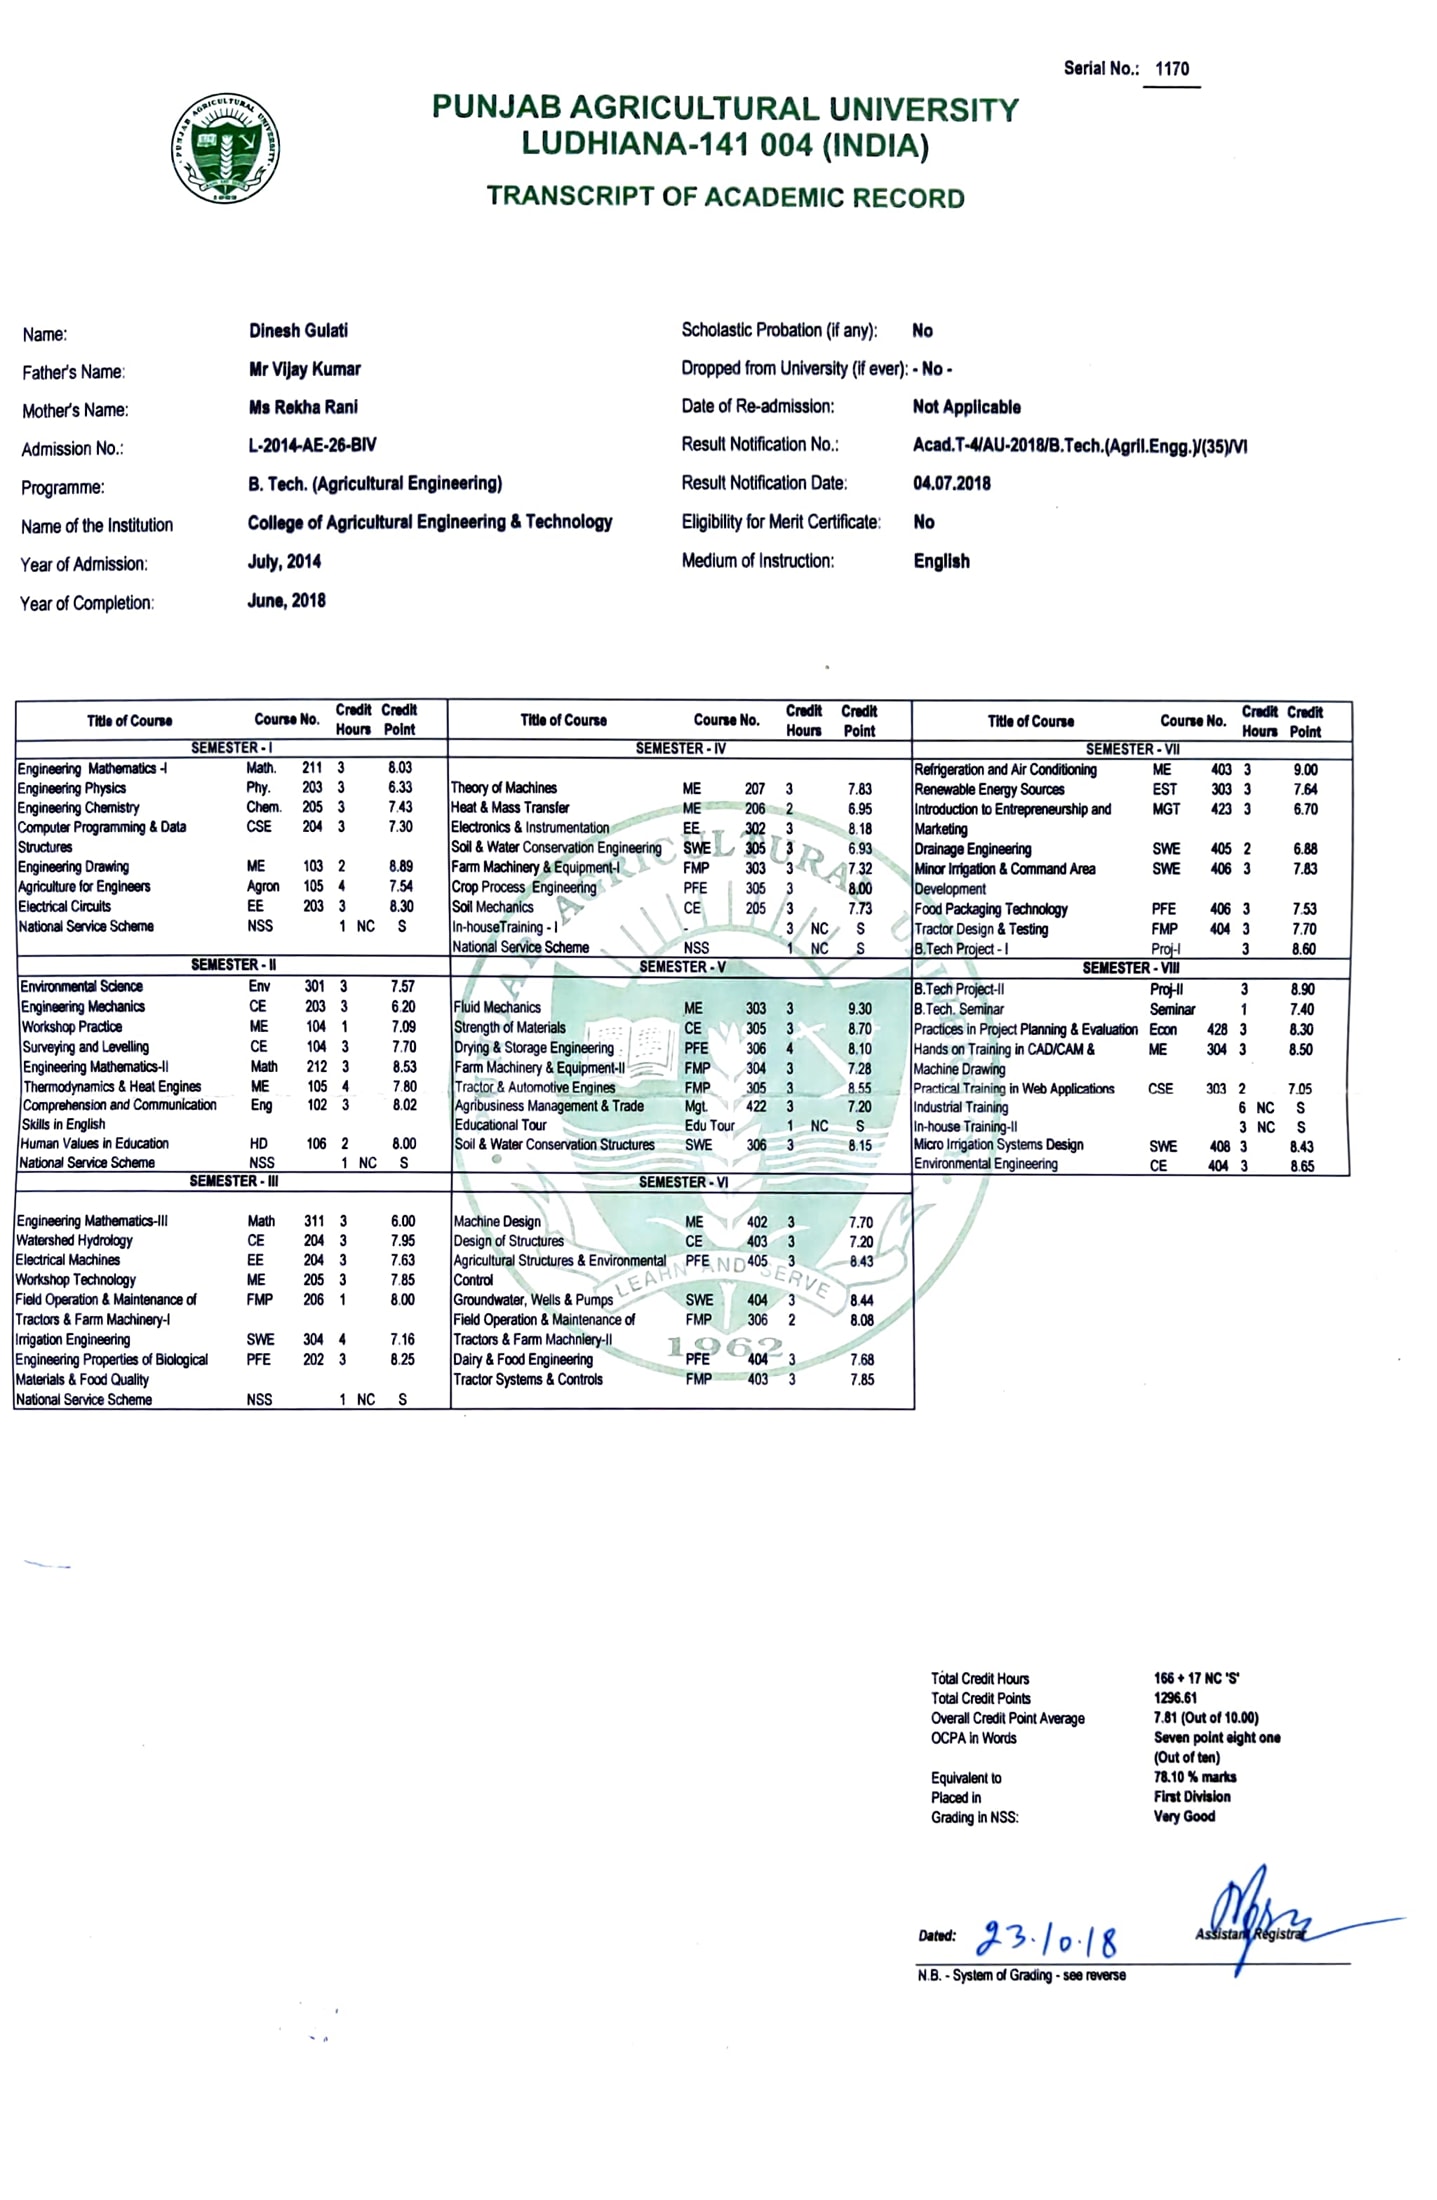 Serial No.: 1170
PUNJAB AGRICULTURAL UNIVERSITY
LUDHIANA-141 004 (INDIA)
TRANSCRIPT OF ACADEMIC RECORD
PUNJAB AGRICULTURAL UNIVERSITY
1962
Name: Dinesh Gulati
Father's Name: Mr Vijay Kumar
Mother's Name: Ms Rekha Rani
Admission No.: L-2014-AE-26-BIV
Programme: B. Tech. (Agricultural Engineering)
Name of the Institution College of Agricultural Engineering & Technology
Year of Admission: July, 2014
Year of Completion: June, 2018
Scholastic Probation (if any): No
Dropped from University (if ever): - No -
Date of Re-admission: Not Applicable
Result Notification No.: Acad.T-4/AU-2018/B.Tech.(Agril.Engg.)/(35)/VI
Result Notification Date: 04.07.2018
Eligibility for Merit Certificate: No
Medium of Instruction: English
Title of Course Course No. Credit Hours Credit Point
SEMESTER - I
Engineering Mathematics -I Math. 211 3 8.03
Engineering Physics Phy. 203 3 6.33
Engineering Chemistry Chem. 205 3 7.43
Computer Programming & Data CSE 204 3 7.30
Structures
Engineering Drawing ME 103 2 8.89
Agriculture for Engineers Agron 105 4 7.54
Electrical Circuits EE 203 3 8.30
National Service Scheme NSS 1 NC S
SEMESTER - II
Environmental Science Env 301 3 7.57
Engineering Mechanics CE 203 3 6.20
Workshop Practice ME 104 1 7.09
Surveying and Levelling CE 104 3 7.70
Engineering Mathematics-II Math 212 3 8.53
Thermodynamics & Heat Engines ME 105 4 7.80
Comprehension and Communication Eng 102 3 8.02
Skills in English
Human Values in Education HD 106 2 8.00
National Service Scheme NSS 1 NC S
SEMESTER - III
Engineering Mathematics-III Math 311 3 6.00
Watershed Hydrology CE 204 3 7.95
Electrical Machines EE 204 3 7.63
Workshop Technology ME 205 3 7.85
Field Operation & Maintenance of FMP 206 1 8.00
Tractors & Farm Machinery-I
Irrigation Engineering SWE 304 4 7.16
Engineering Properties of Biological PFE 202 3 8.25
Materials & Food Quality
National Service Scheme NSS 1 NC S
Title of Course Course No. Credit Hours Credit Point
SEMESTER - IV
Theory of Machines ME 207 3 7.83
Heat & Mass Transfer ME 206 2 6.95
Electronics & Instrumentation EE 302 3 8.18
Soil & Water Conservation Engineering SWE 305 3 6.93
Farm Machinery & Equipment-I FMP 303 3 7.32
Crop Process Engineering PFE 305 3 8.00
Soil Mechanics CE 205 3 7.73
In-houseTraining - I - 3 NC S
National Service Scheme NSS 1 NC S
SEMESTER - V
Fluid Mechanics ME 303 3 9.30
Strength of Materials CE 305 3 8.70
Drying & Storage Engineering PFE 306 4 8.10
Farm Machinery & Equipment-II FMP 304 3 7.28
Tractor & Automotive Engines FMP 305 3 8.55
Agribusiness Management & Trade Mgt. 422 3 7.20
Educational Tour Edu Tour 1 NC S
Soil & Water Conservation Structures SWE 306 3 8.15
SEMESTER - VI
Machine Design ME 402 3 7.70
Design of Structures CE 403 3 7.20
Agricultural Structures & Environmental PFE 405 3 8.43
Control
Groundwater, Wells & Pumps SWE 404 3 8.44
Field Operation & Maintenance of FMP 306 2 8.08
Tractors & Farm Machniery-II
Dairy & Food Engineering PFE 404 3 7.68
Tractor Systems & Controls FMP 403 3 7.85
Title of Course Course No. Credit Hours Credit Point
SEMESTER - VII
Refrigeration and Air Conditioning ME 403 3 9.00
Renewable Energy Sources EST 303 3 7.64
Introduction to Entrepreneurship and MGT 423 3 6.70
Marketing
Drainage Engineering SWE 405 2 6.88
Minor Irrigation & Command Area SWE 406 3 7.83
Development
Food Packaging Technology PFE 406 3 7.53
Tractor Design & Testing FMP 404 3 7.70
B.Tech Project - I Proj-I 3 8.60
SEMESTER - VIII
B.Tech Project-II Proj-II 3 8.90
B.Tech. Seminar Seminar 1 7.40
Practices in Project Planning & Evaluation Econ 428 3 8.30
Hands on Training in CAD/CAM & ME 304 3 8.50
Machine Drawing
Practical Training in Web Applications CSE 303 2 7.05
Industrial Training 6 NC S
In-house Training-II 3 NC S
Micro Irrigation Systems Design SWE 408 3 8.43
Environmental Engineering CE 404 3 8.65
PUNJAB AGRICULTURAL UNIVERSITY
LEARN AND SERVE
1962
Total Credit Hours 166 + 17 NC 'S'
Total Credit Points 1296.61
Overall Credit Point Average 7.81 (Out of 10.00)
OCPA in Words Seven point eight one
(Out of ten)
Equivalent to 78.10 % marks
Placed in First Division
Grading in NSS: Very Good
Dated: 23.10.18 Assistant Registrar
N.B. - System of Grading - see reverse